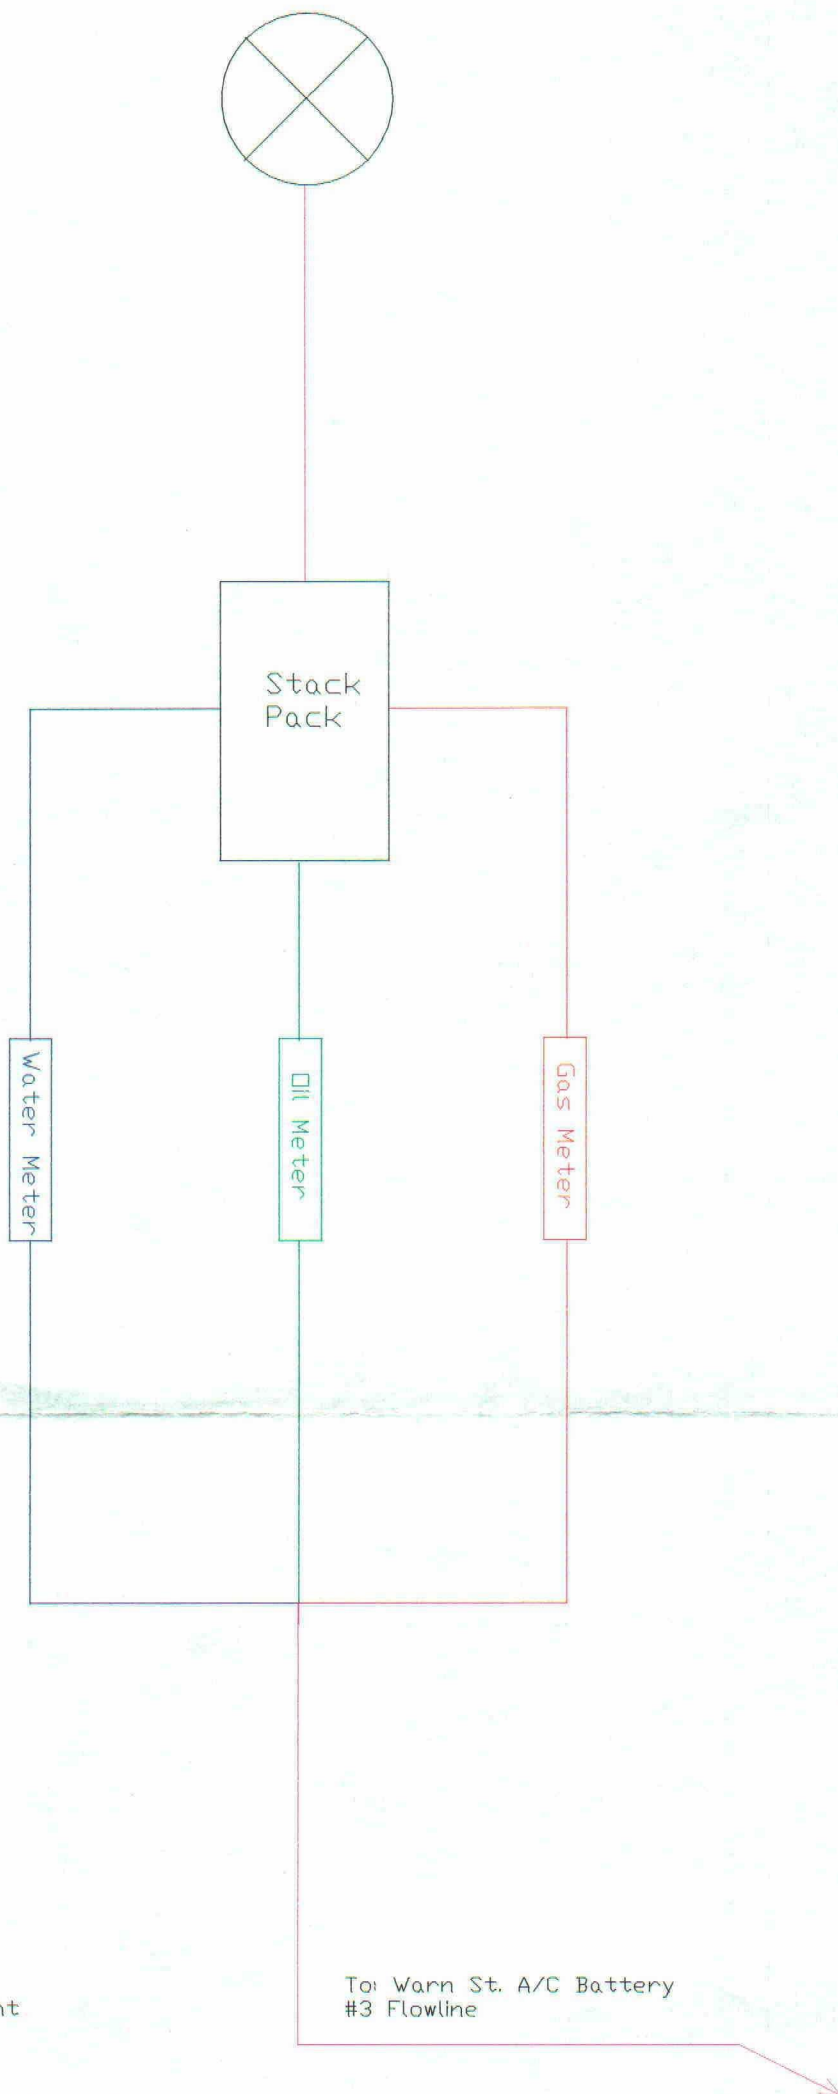 Stack
Pack
Water Meter
Oil Meter
Gas Meter
To: Warn St. A/C Battery
#3 Flowline